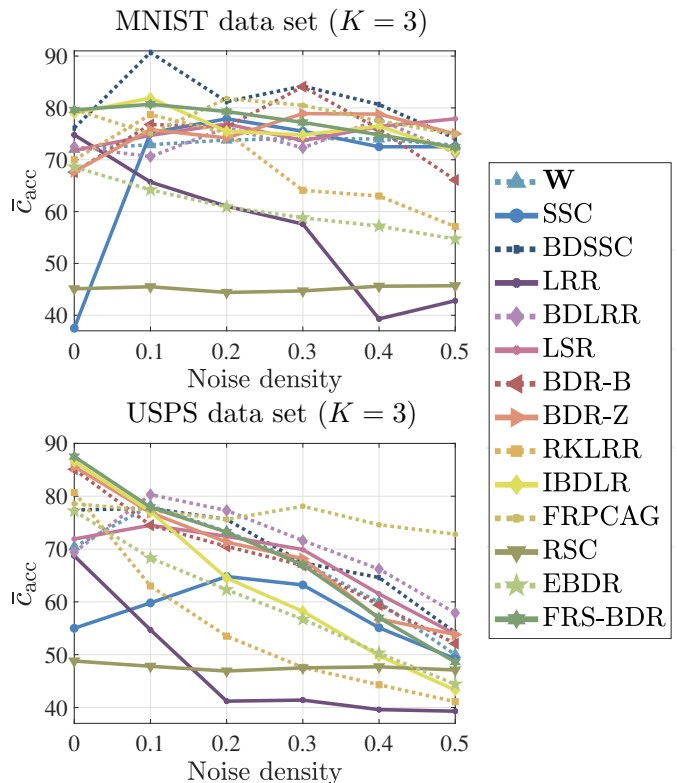 MNIST data set (K = 3)
90
80
70
60
50
40
c̄acc
0 0.1 0.2 0.3 0.4 0.5
Noise density
USPS data set (K = 3)
90
80
70
60
50
40
c̄acc
0 0.1 0.2 0.3 0.4 0.5
Noise density
W
SSC
BDSSC
LRR
BDLRR
LSR
BDR-B
BDR-Z
RKLRR
IBDLR
FRPCAG
RSC
EBDR
FRS-BDR